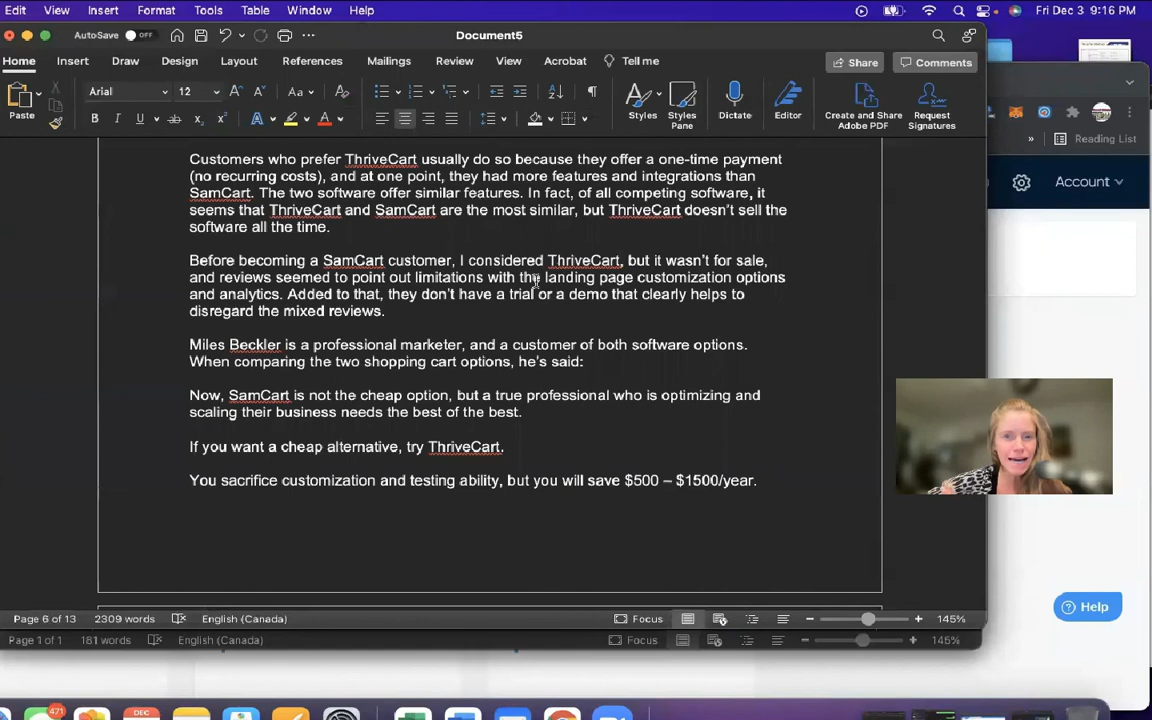 Edit View Insert Format Tools Table Window Help Fri Dec 3 9:16 PM
AutoSave OFF Document5
Home Insert Draw Design Layout References Mailings Review View Acrobat Tell me Share Comments
Paste Arial 12 Aa Styles Styles Pane Dictate Editor Create and Share Adobe PDF Request Signatures
Reading List
Account
Customers who prefer ThriveCart usually do so because they offer a one-time payment
(no recurring costs), and at one point, they had more features and integrations than
SamCart. The two software offer similar features. In fact, of all competing software, it
seems that ThriveCart and SamCart are the most similar, but ThriveCart doesn't sell the
software all the time.
Before becoming a SamCart customer, I considered ThriveCart, but it wasn't for sale,
and reviews seemed to point out limitations with the landing page customization options
and analytics. Added to that, they don't have a trial or a demo that clearly helps to
disregard the mixed reviews.
Miles Beckler is a professional marketer, and a customer of both software options.
When comparing the two shopping cart options, he's said:
Now, SamCart is not the cheap option, but a true professional who is optimizing and
scaling their business needs the best of the best.
If you want a cheap alternative, try ThriveCart.
You sacrifice customization and testing ability, but you will save $500 – $1500/year.
Help
Page 6 of 13 2309 words English (Canada) Focus 145%
Page 1 of 1 181 words English (Canada) Focus 145%
471
DEC